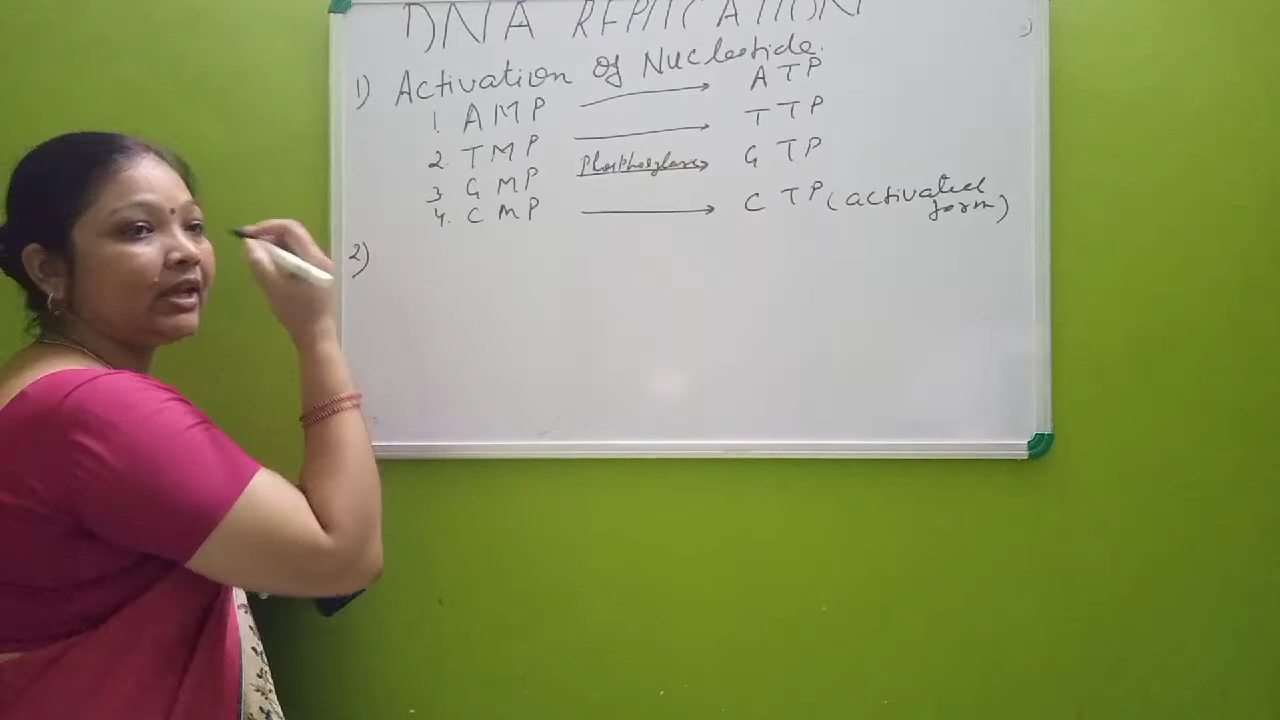 DNA REPLICATION
1) Activation of Nucleotide.
1. AMP → ATP
2. TMP → TTP
3. GMP Phosphorylase → GTP
4. CMP → CTP (activated form)
2)